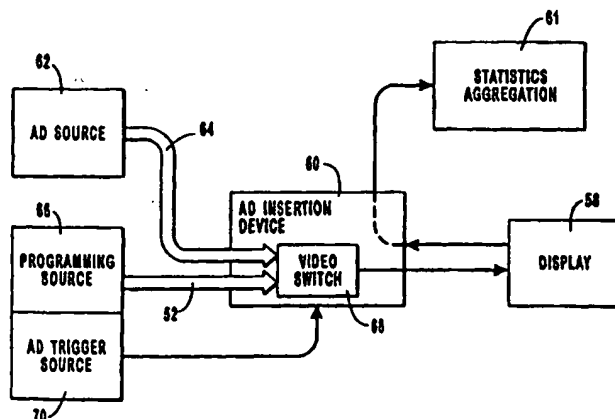 61
STATISTICS
AGGREGATION
62
AD SOURCE
64
60
AD INSERTION
DEVICE
58
66
PROGRAMMING
SOURCE
VIDEO
SWITCH
DISPLAY
52
68
AD TRIGGER
SOURCE
70